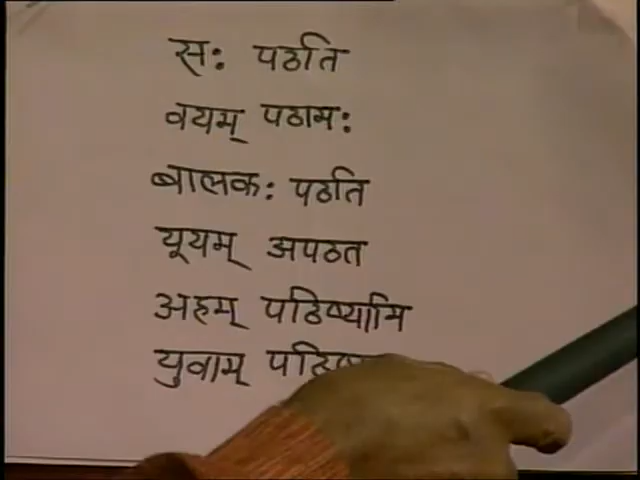 सः पठति
वयम् पठामः
बालकः पठति
यूयम् अपठत
अहम् पठिष्यामि
युवाम्